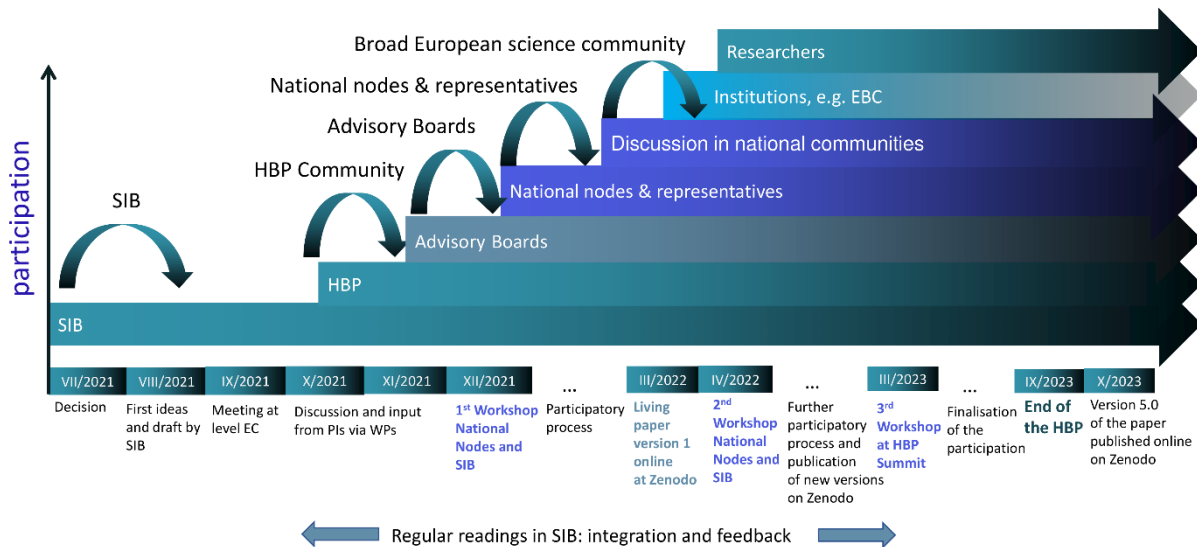 Broad European science community
National nodes & representatives
Advisory Boards
HBP Community
SIB
participation
Researchers
Institutions, e.g. EBC
Discussion in national communities
National nodes & representatives
Advisory Boards
HBP
SIB
VII/2021
VIII/2021
IX/2021
X/2021
XI/2021
XII/2021
...
III/2022
IV/2022
...
III/2023
...
IX/2023
X/2023
Decision
First ideas
and draft by
SIB
Meeting at
level EC
Discussion and input
from PIs via WPs
1st Workshop
National
Nodes and
SIB
Participatory
process
Living
paper
version 1
online
at Zenodo
2nd
Workshop
National
Nodes and
SIB
Further
participatory
process and
publication
of new versions
on Zenodo
3rd
Workshop
at HBP
Summit
Finalisation
of the
participation
End of
the HBP
Version 5.0
of the paper
published online
on Zenodo
Regular readings in SIB: integration and feedback